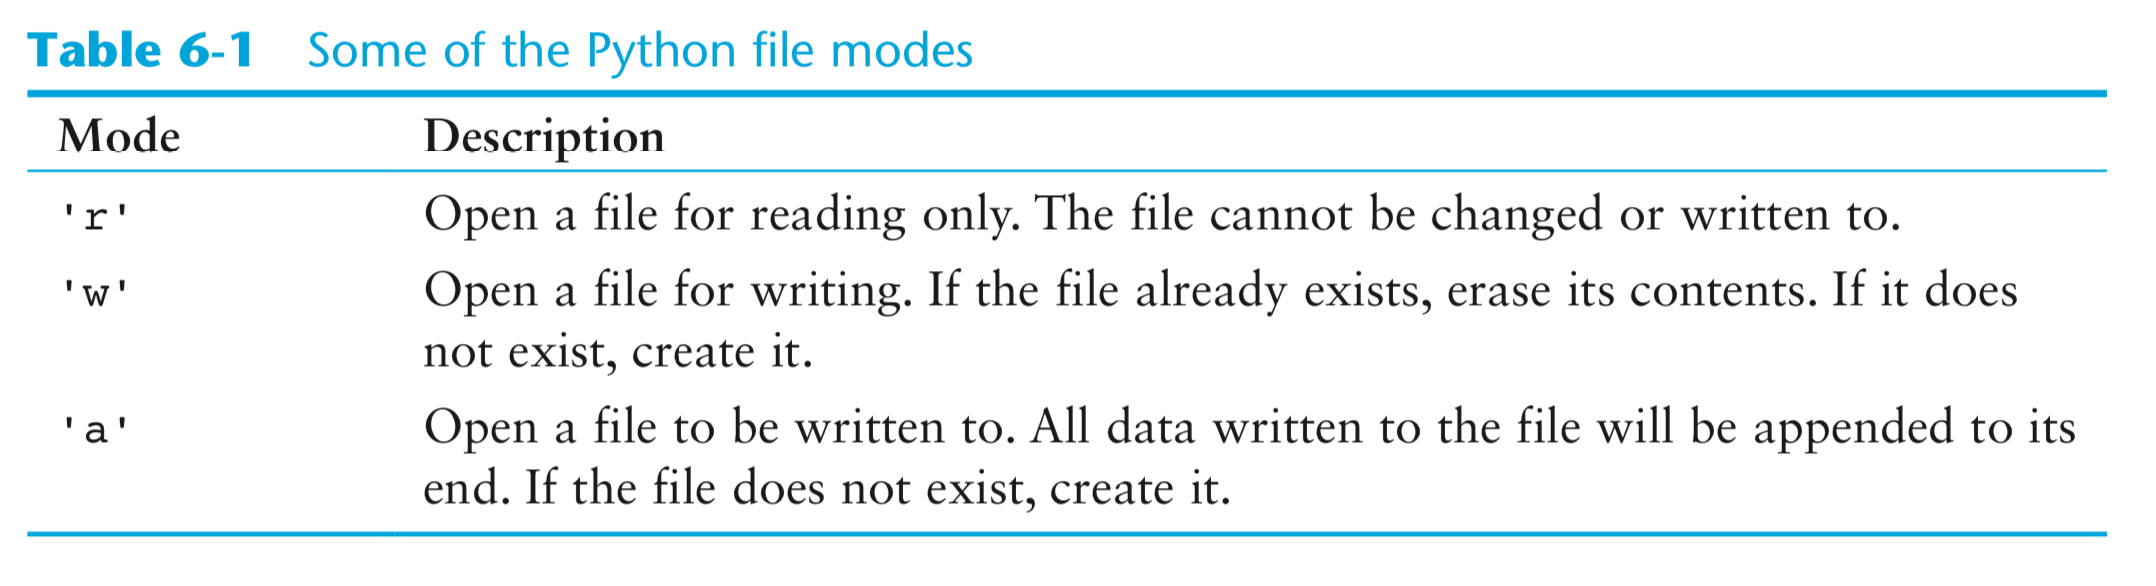 Table 6-1 Some of the Python file modes
Mode Description
'r' Open a file for reading only. The file cannot be changed or written to.
'w' Open a file for writing. If the file already exists, erase its contents. If it does
not exist, create it.
'a' Open a file to be written to. All data written to the file will be appended to its
end. If the file does not exist, create it.